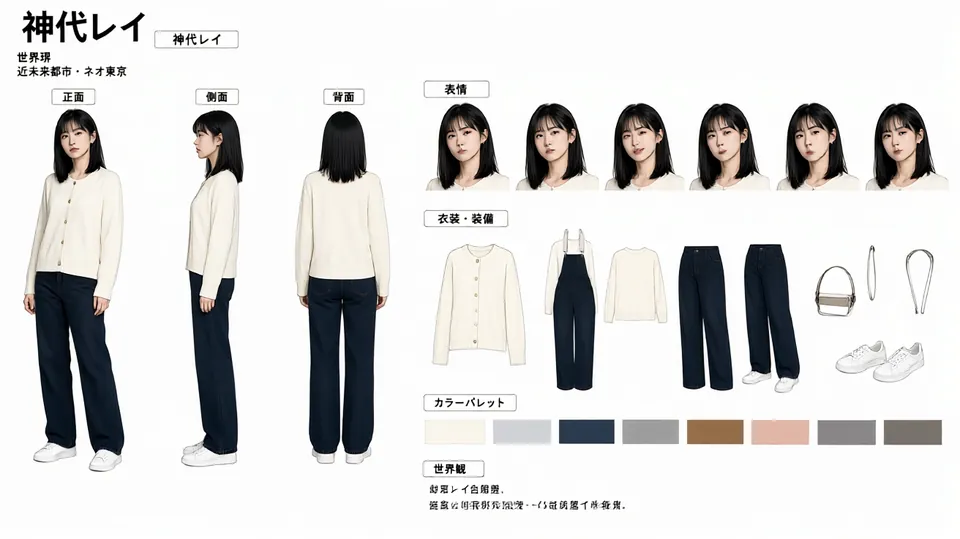 神代レイ
神代レイ
世界
近未来都市・ネオ東京
正面
側面
背面
表情
衣装・装備
カラーパレット
世界観